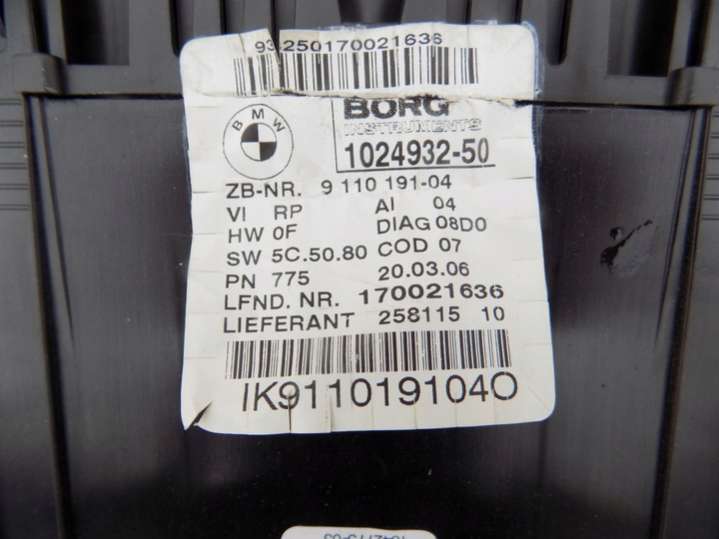 93250170021636
BMW
BORG
INSTRUMENTS
1024932-50
ZB-NR. 9 110 191-04
VI RP AI 04
HW 0F DIAG 08D0
SW 5C.50.80 COD 07
PN 775 20.03.06
LFND. NR. 170021636
LIEFERANT 258115 10
IK9110191040